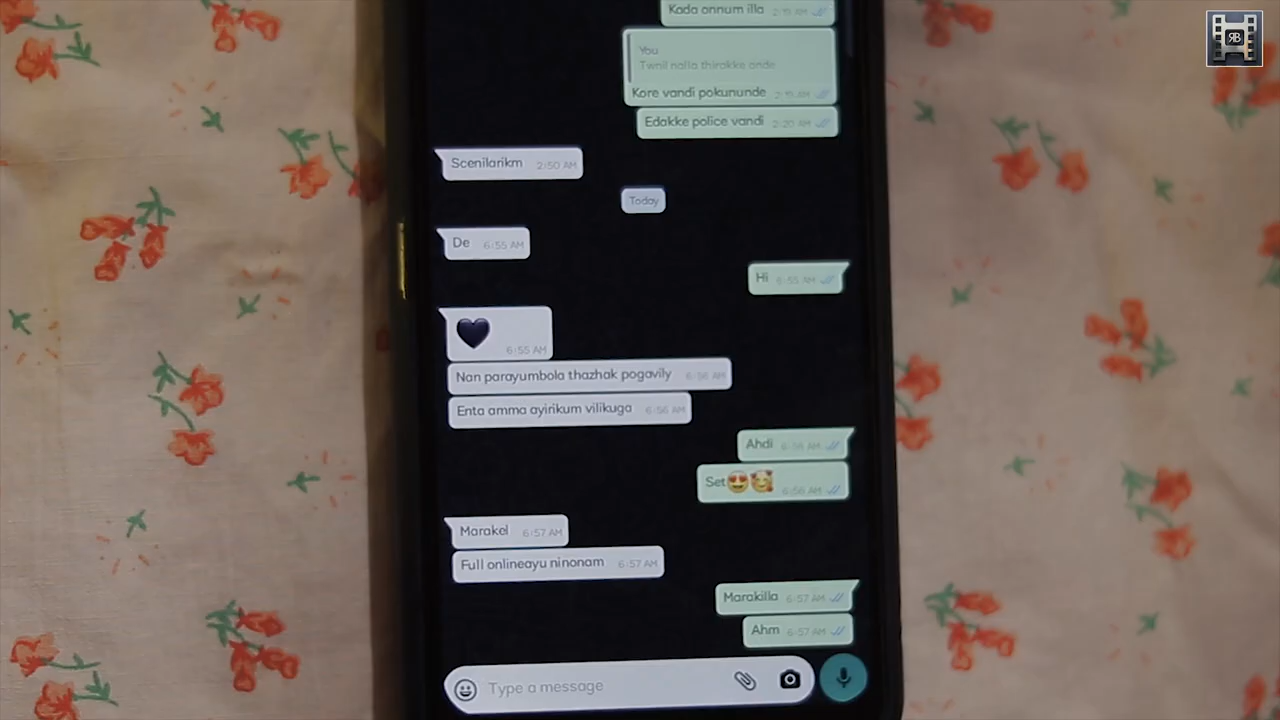 Kada onnum illa 2:19 AM
You
Twnil nalla thirakke ande
Kore vandi pokununde 2:19 AM
Edakke police vandi 2:20 AM
Scenilarikm 2:50 AM
Today
De 6:55 AM
Hi 6:55 AM
6:55 AM
Nan parayumbola thazhak pogavily 6:56 AM
Enta amma ayirikum vilikuga 6:56 AM
Ahdi 6:56 AM
Set😍🥰 6:56 AM
Marakel 6:57 AM
Full onlineayu ninonam 6:57 AM
Marakilla 6:57 AM
Ahm 6:57 AM
Type a message
RB